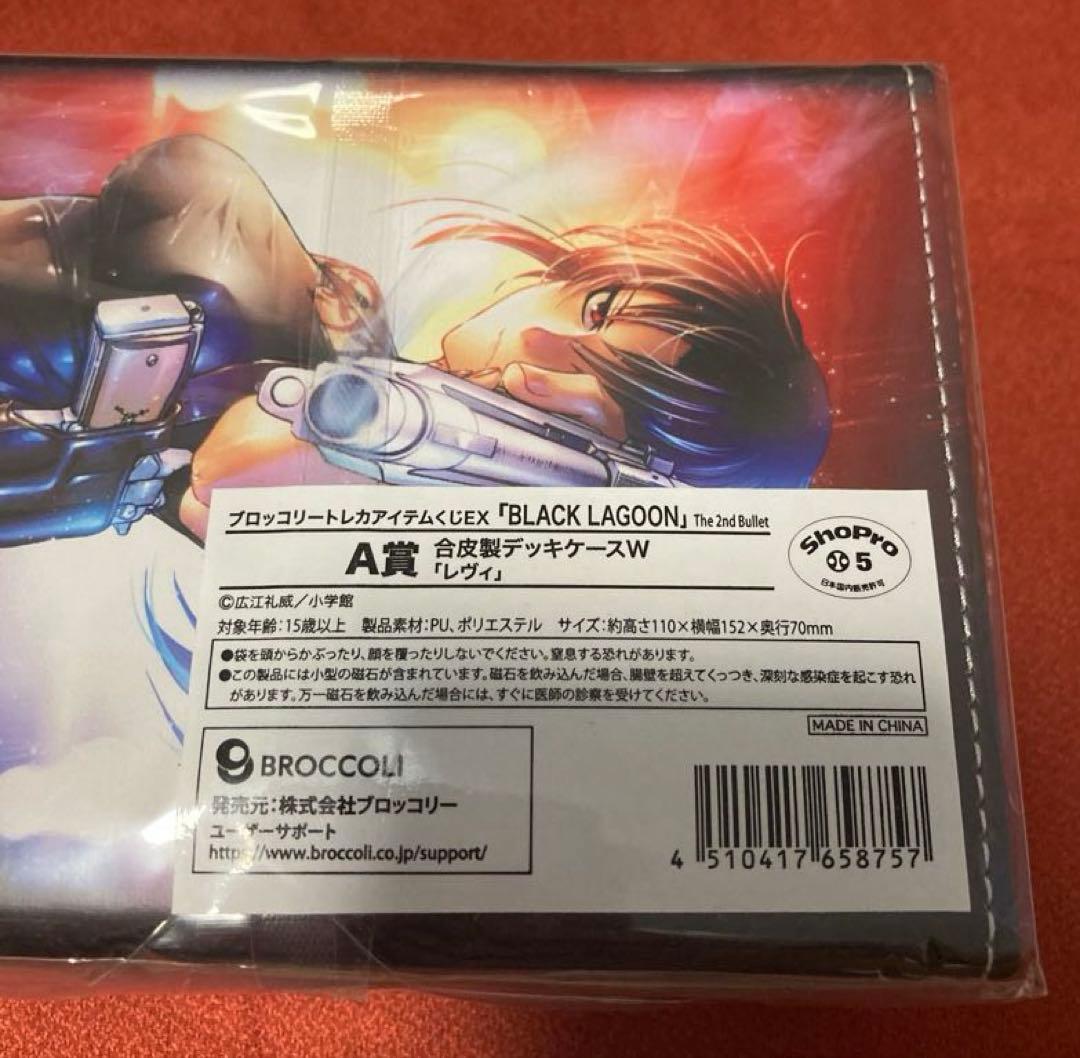 ブロッコリートレカアイテムくじEX「BLACK LAGOON」The 2nd Bullet
A賞 合皮製デッキケースW
「レヴィ」
ShoPro
5
日本国内販売許可
©広江礼威／小学館
対象年齢：15歳以上 製品素材：PU、ポリエステル サイズ：約高さ110×横幅152×奥行70mm
●袋を頭からかぶったり、顔を覆ったりしないでください。窒息する恐れがあります。
●この製品には小型の磁石が含まれています。磁石を飲み込んだ場合、腸壁を超えてくっつき、深刻な感染症を起こす恐れ
があります。万一磁石を飲み込んだ場合には、すぐに医師の診察を受けてください。
MADE IN CHINA
BROCCOLI
発売元：株式会社ブロッコリー
ユーザーサポート
https://www.broccoli.co.jp/support/
4 510417 658757